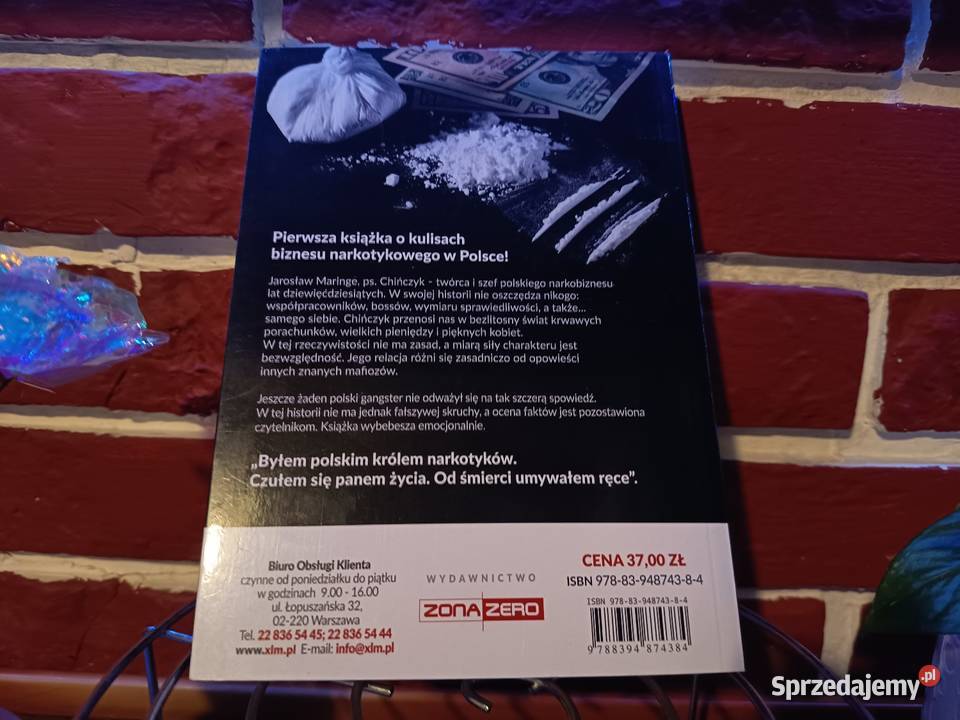 Pierwsza książka o kulisach
biznesu narkotykowego w Polsce!
Jarosław Maringe, ps. Chińczyk - twórca i szef polskiego narkobiznesu
lat dziewięćdziesiątych. W swojej historii nie oszczędza nikogo:
współpracowników, bossów, wymiaru sprawiedliwości, a także...
samego siebie. Chińczyk przenosi nas w bezlitosny świat krwawych
porachunków, wielkich pieniędzy i pięknych kobiet.
W tej rzeczywistości nie ma zasad, a miarą siły charakteru jest
bezwzględność. Jego relacja różni się zasadniczo od opowieści
innych znanych mafiozów.
Jeszcze żaden polski gangster nie odważył się na tak szczerą spowiedź.
W tej historii nie ma jednak fałszywej skruchy, a ocena faktów jest pozostawiona
czytelnikom. Książka wybebesza emocjonalnie.
„Byłem polskim królem narkotyków.
Czułem się panem życia. Od śmierci umywałem ręce”.
Biuro Obsługi Klienta
czynne od poniedziałku do piątku
w godzinach 9.00 - 16.00
ul. Łopuszańska 32,
02-220 Warszawa
Tel. 22 836 54 45; 22 836 54 44
www.xlm.pl E-mail: info@xlm.pl
WYDAWNICTWO
ZONA ZERO
CENA 37,00 ZŁ
ISBN 978-83-948743-8-4
ISBN 978-83-948743-8-4
9 788394 874384
Sprzedajemy.pl